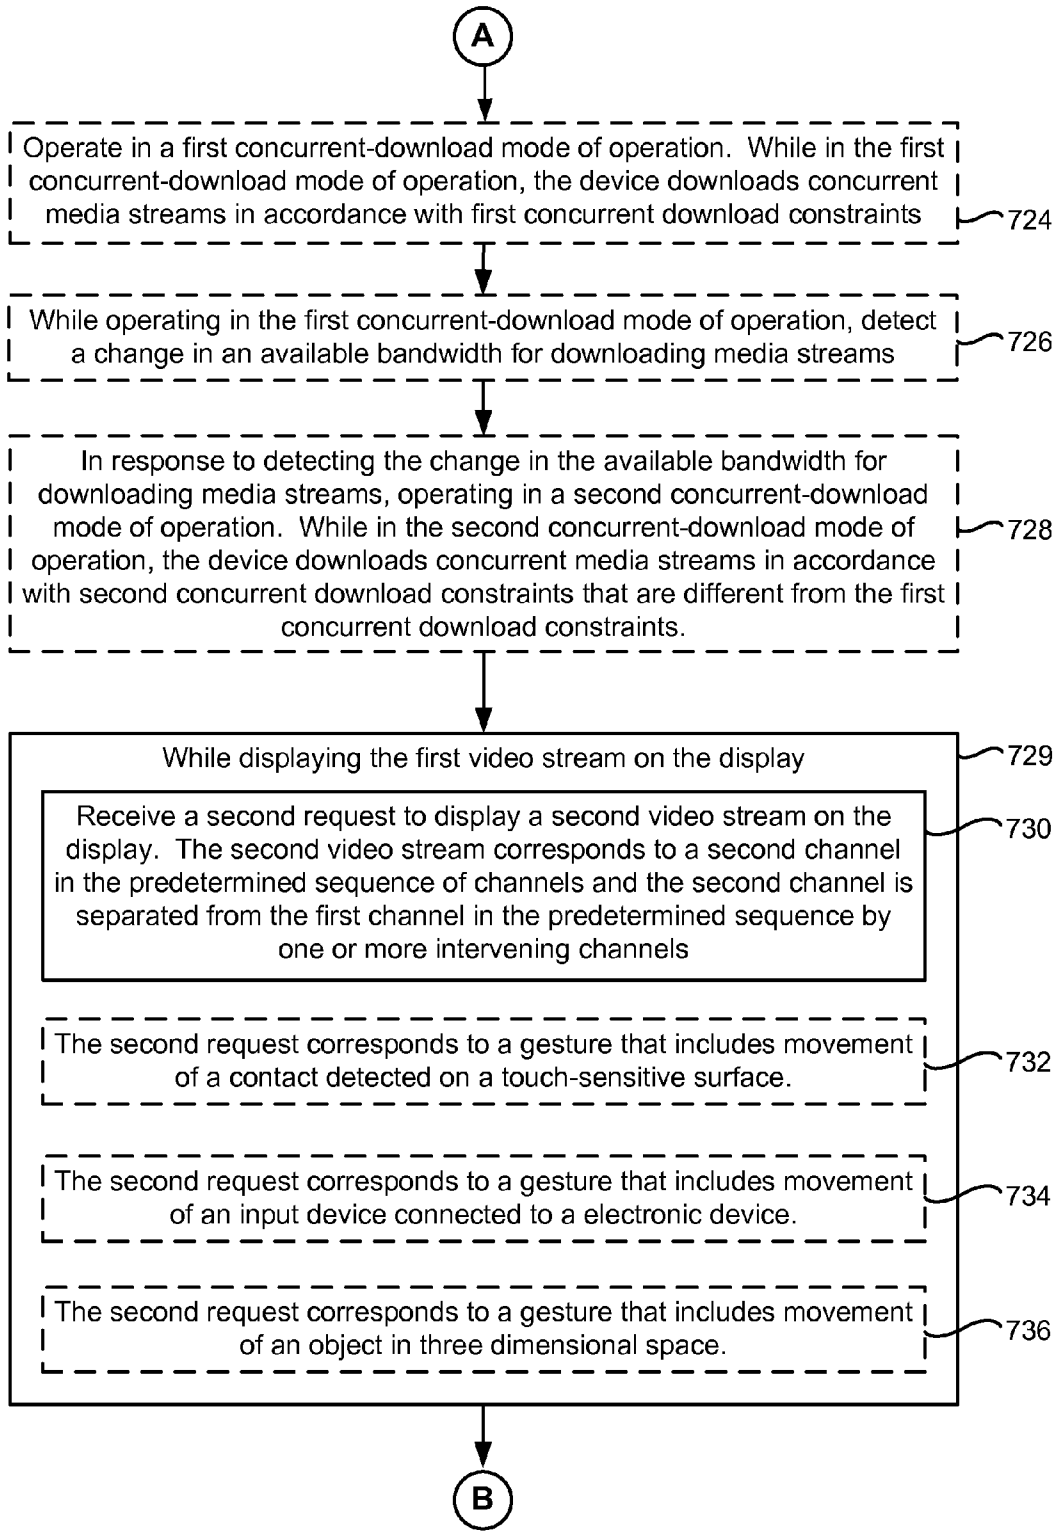 A
Operate in a first concurrent-download mode of operation.  While in the first
concurrent-download mode of operation, the device downloads concurrent
media streams in accordance with first concurrent download constraints
724
While operating in the first concurrent-download mode of operation, detect
a change in an available bandwidth for downloading media streams
726
In response to detecting the change in the available bandwidth for
downloading media streams, operating in a second concurrent-download
mode of operation.  While in the second concurrent-download mode of
operation, the device downloads concurrent media streams in accordance
with second concurrent download constraints that are different from the first
concurrent download constraints.
728
While displaying the first video stream on the display
729
Receive a second request to display a second video stream on the
display.  The second video stream corresponds to a second channel
in the predetermined sequence of channels and the second channel is
separated from the first channel in the predetermined sequence by
one or more intervening channels
730
The second request corresponds to a gesture that includes movement
of a contact detected on a touch-sensitive surface.
732
The second request corresponds to a gesture that includes movement
of an input device connected to a electronic device.
734
The second request corresponds to a gesture that includes movement
of an object in three dimensional space.
736
B